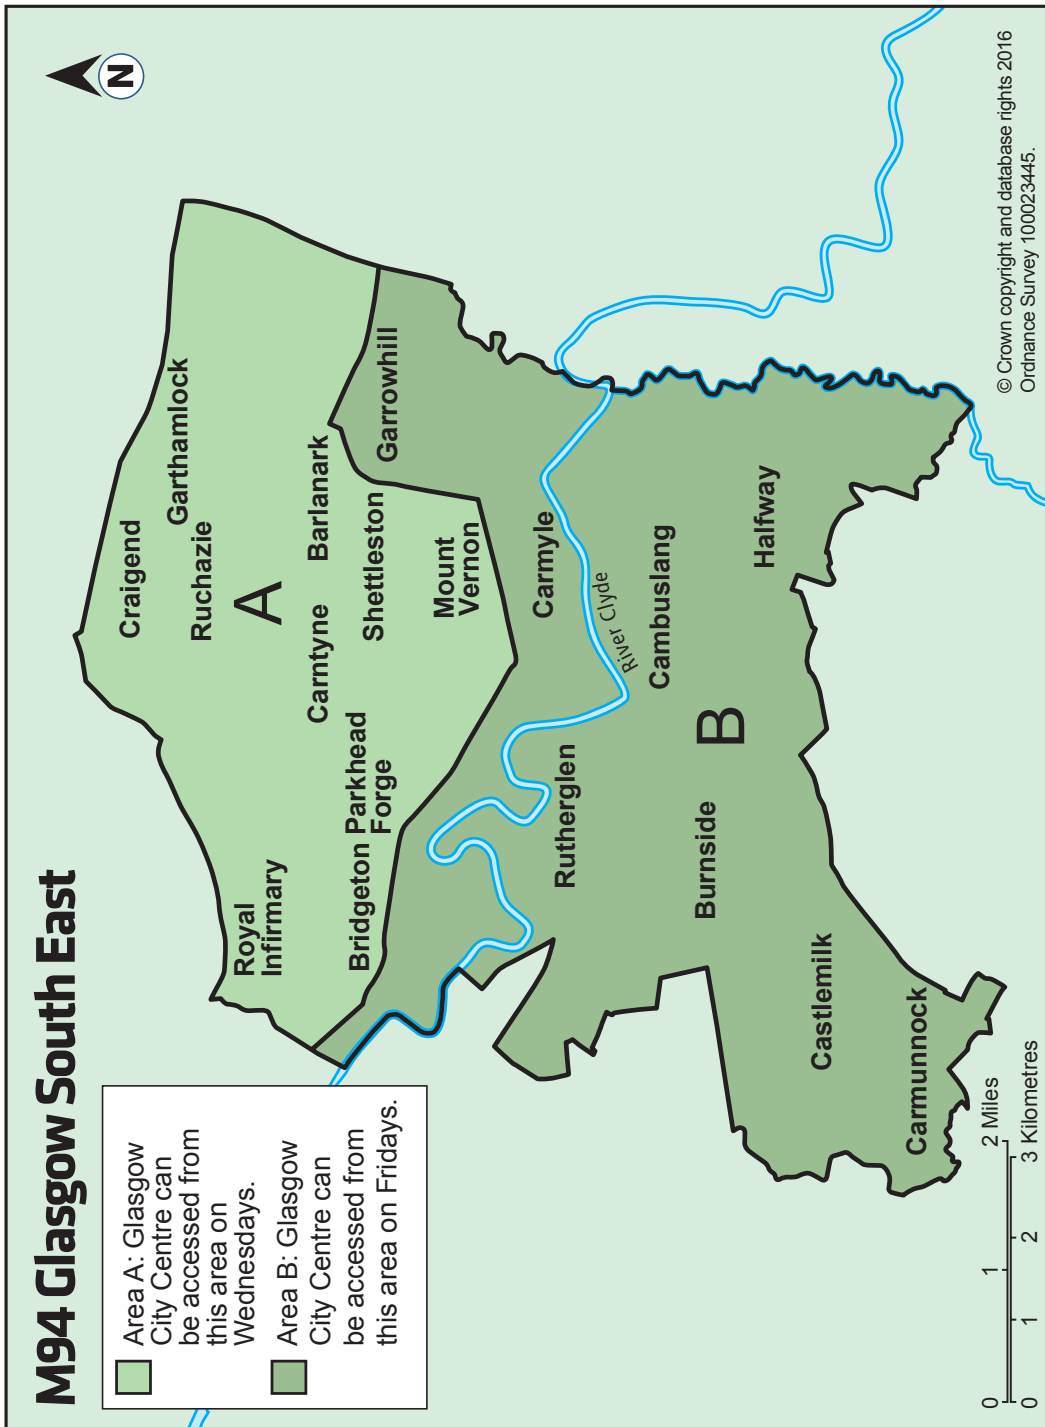 M94 Glasgow South East
N
Area A: Glasgow
City Centre can
be accessed from
this area on
Wednesdays.
Area B: Glasgow
City Centre can
be accessed from
this area on Fridays.
Craigend
Garthamlock
Ruchazie
A
Royal
Infirmary
Carntyne
Barlanark
Bridgeton
Parkhead
Forge
Shettleston
Garrowhill
Mount
Vernon
Carmyle
Rutherglen
River Clyde
Cambuslang
B
Burnside
Halfway
Castlemilk
Carmunnock
0 1 2 Miles
0 1 2 3 Kilometres
© Crown copyright and database rights 2016
Ordnance Survey 100023445.